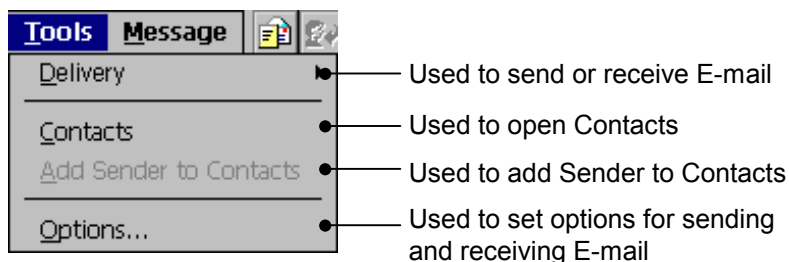 Tools Message
Delivery Used to send or receive E-mail
Contacts Used to open Contacts
Add Sender to Contacts Used to add Sender to Contacts
Options... Used to set options for sending
and receiving E-mail